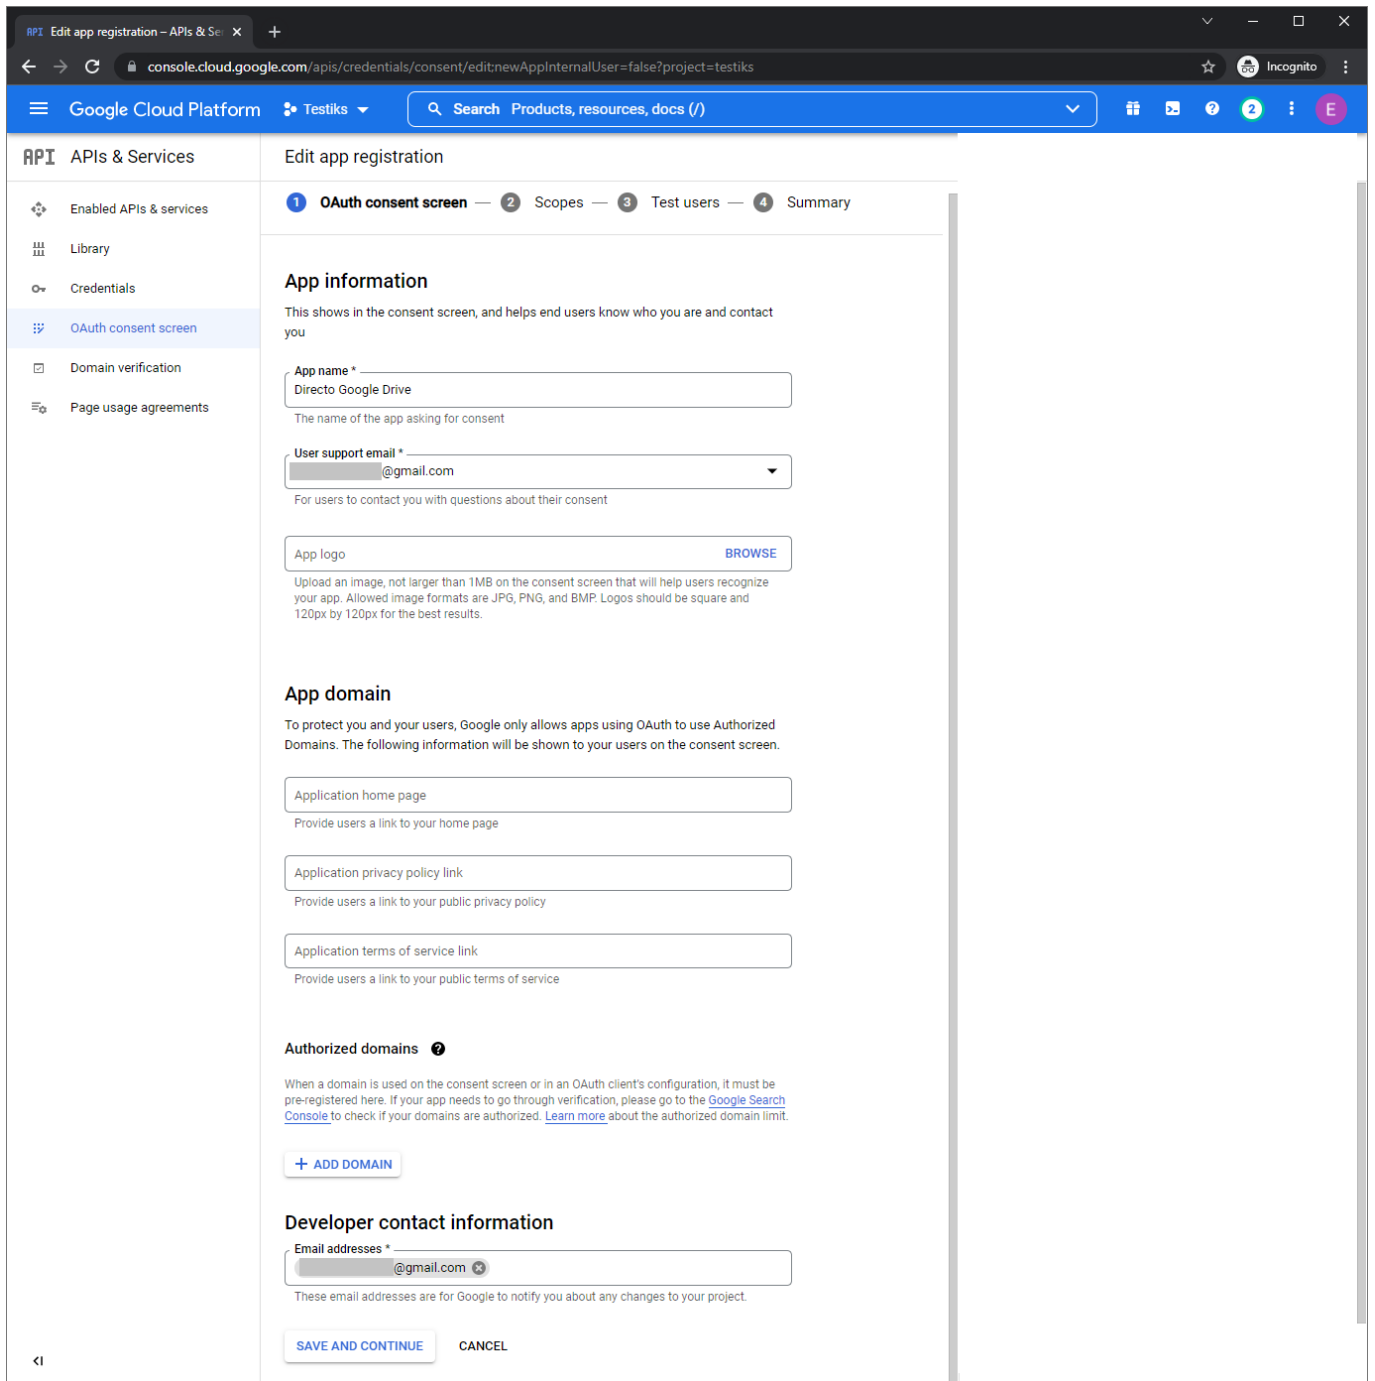 API Edit app registration – APIs & Se
console.cloud.google.com/apis/credentials/consent/edit;newAppInternalUser=false?project=testiks
Incognito
Google Cloud Platform
Testiks
Search Products, resources, docs (/)
2
E
API APIs & Services
Edit app registration
Enabled APIs & services
Library
Credentials
OAuth consent screen
Domain verification
Page usage agreements
1 OAuth consent screen — 2 Scopes — 3 Test users — 4 Summary
App information
This shows in the consent screen, and helps end users know who you are and contact
you
App name *
Directo Google Drive
The name of the app asking for consent
User support email *
@gmail.com
For users to contact you with questions about their consent
App logo
BROWSE
Upload an image, not larger than 1MB on the consent screen that will help users recognize
your app. Allowed image formats are JPG, PNG, and BMP. Logos should be square and
120px by 120px for the best results.
App domain
To protect you and your users, Google only allows apps using OAuth to use Authorized
Domains. The following information will be shown to your users on the consent screen.
Application home page
Provide users a link to your home page
Application privacy policy link
Provide users a link to your public privacy policy
Application terms of service link
Provide users a link to your public terms of service
Authorized domains
When a domain is used on the consent screen or in an OAuth client's configuration, it must be
pre-registered here. If your app needs to go through verification, please go to the Google Search
Console to check if your domains are authorized. Learn more about the authorized domain limit.
+ ADD DOMAIN
Developer contact information
Email addresses *
@gmail.com
These email addresses are for Google to notify you about any changes to your project.
SAVE AND CONTINUE
CANCEL